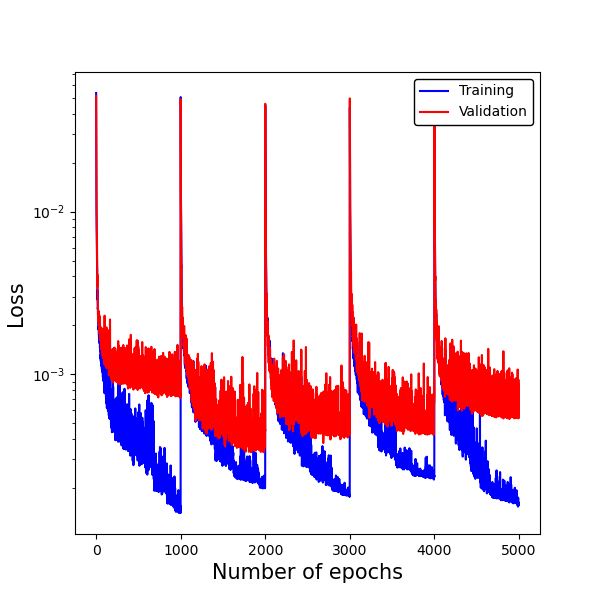 Training
Validation
Loss
10⁻²
10⁻³
0 1000 2000 3000 4000 5000
Number of epochs